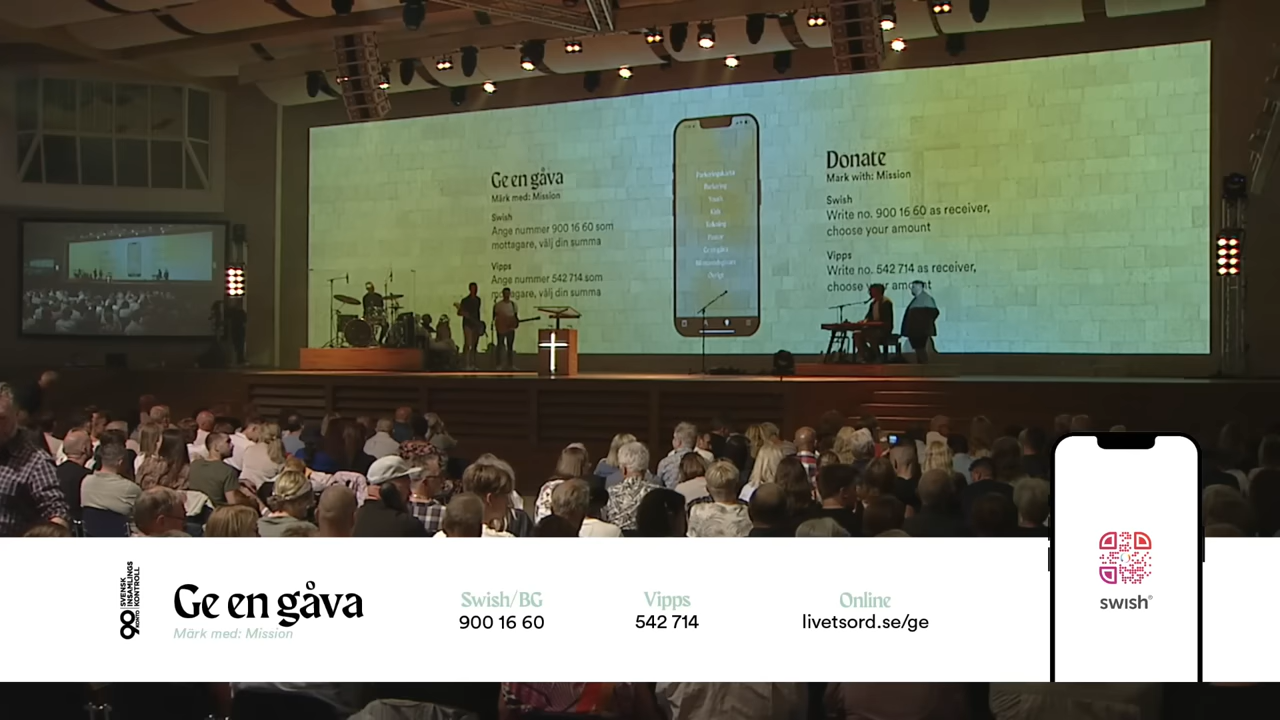 Ge en gåva
Märk med: Mission
Swish
Ange nummer 900 16 60 som
mottagare, välj din summa
Vipps
Ange nummer 542 714 som
mottagare, välj din summa
Parkeringskartat
Donate
Mark with: Mission
Swish
Write no. 900 16 60 as receiver,
choose your amount
Vipps
Write no. 542 714 as receiver,
choose your amount
90 KONTO
SVENSK
INSAMLINGS
KONTROLL
Ge en gåva
Märk med: Mission
Swish/BG
900 16 60
Vipps
542 714
Online
livetsord.se/ge
swish®